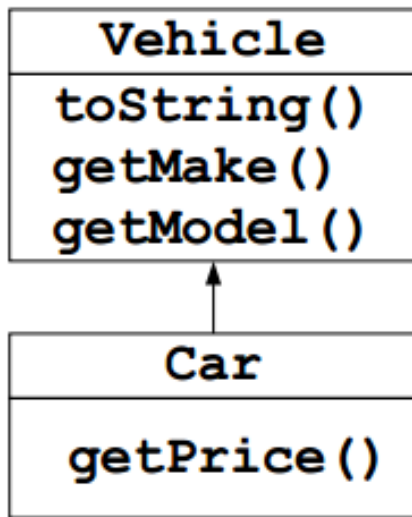 Vehicle
toString()
getMake()
getModel()
Car
getPrice()